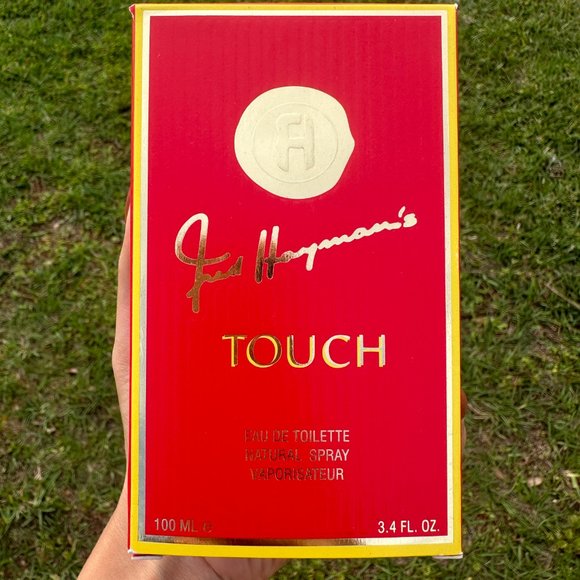 FH
Fred Hayman's
TOUCH
EAU DE TOILETTE
NATURAL SPRAY
VAPORISATEUR
100 ML e
3.4 FL. OZ.